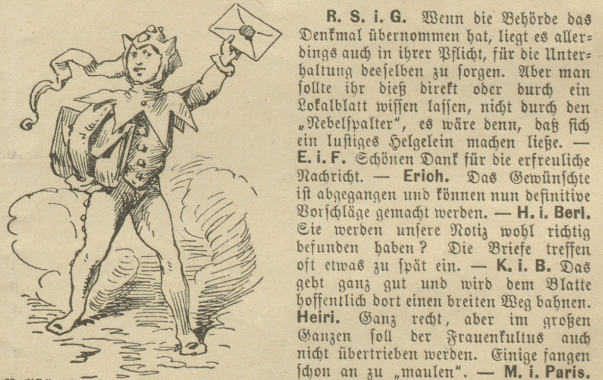 R. S. i. G. Wenn die Behörde das
Denkmal übernommen hat, liegt es aller-
dings auch in ihrer Pflicht, für die Unter-
haltung deeselben zu sorgen. Aber man
sollte ihr dieß direkt oder durch ein
Lokalblatt wissen lassen, nicht durch den
„Nebelspalter“, es wäre denn, daß sich
ein lustiges Helgelein machen ließe. —
E. i. F. Schönen Dank für die erfreuliche
Nachricht. — Erich. Das Gewünschte
ist abgegangen und können nun definitive
Vorschläge gemacht werden. — H. i. Berl.
Sie werden unsere Notiz wohl richtig
befunden haben? Die Briefe treffen
oft etwas zu spät ein. — K. i. B. Das
geht ganz gut und wird dem Blatte
hoffentlich dort einen breiten Weg bahnen.
Heiri. Ganz recht, aber im großen
Ganzen soll der Frauenkultus auch
nicht übertrieben werden. Einige fangen
schon an zu „maulen“. — M. i. Paris.